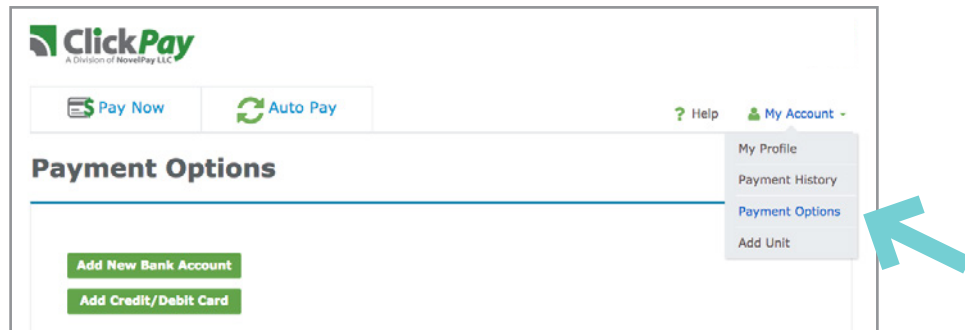 ClickPay
A Division of NovelPay LLC
Pay Now
Auto Pay
? Help
My Account
My Profile
Payment History
Payment Options
Add Unit
Payment Options
Add New Bank Account
Add Credit/Debit Card